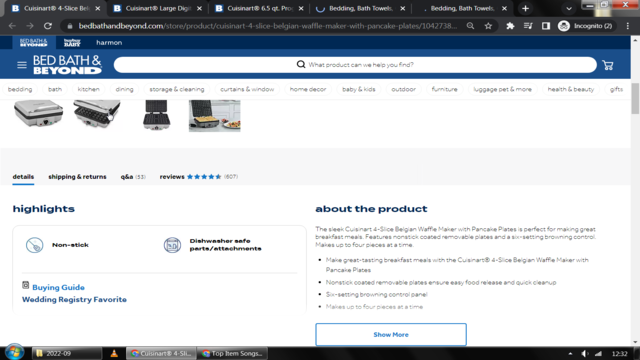 Cuisinart® 4-Slice Bel
Cuisinart® Large Digit
Cuisinart® 6.5 qt. Pro
Bedding, Bath Towels,
Bedding, Bath Towels,
bedbathandbeyond.com/store/product/cuisinart-4-slice-belgian-waffle-maker-with-pancake-plates/1042738...
Incognito (2)
BED BATH &
BEYOND
buybuy
BABY
harmon
BED BATH &
BEYOND
What product can we help you find?
bedding
bath
kitchen
dining
storage & cleaning
curtains & window
home decor
baby & kids
outdoor
furniture
luggage pet & more
health & beauty
gifts
details
shipping & returns
q&a (53)
reviews
(607)
highlights
Non-stick
Dishwasher safe
parts/attachments
Buying Guide
Wedding Registry Favorite
about the product
The sleek Cuisinart 4-Slice Belgian Waffle Maker with Pancake Plates is perfect for making great
breakfast meals. Features nonstick coated removable plates and a six-setting browning control.
Makes up to four pieces at a time.
Make great-tasting breakfast meals with the Cuisinart® 4-Slice Belgian Waffle Maker with
Pancake Plates
Nonstick coated removable plates ensure easy food release and quick cleanup
Six-setting browning control panel
Makes up to four pieces at a time
Show More
2022-09
Cuisinart® 4-Sli...
Top Item Songs...
12:32